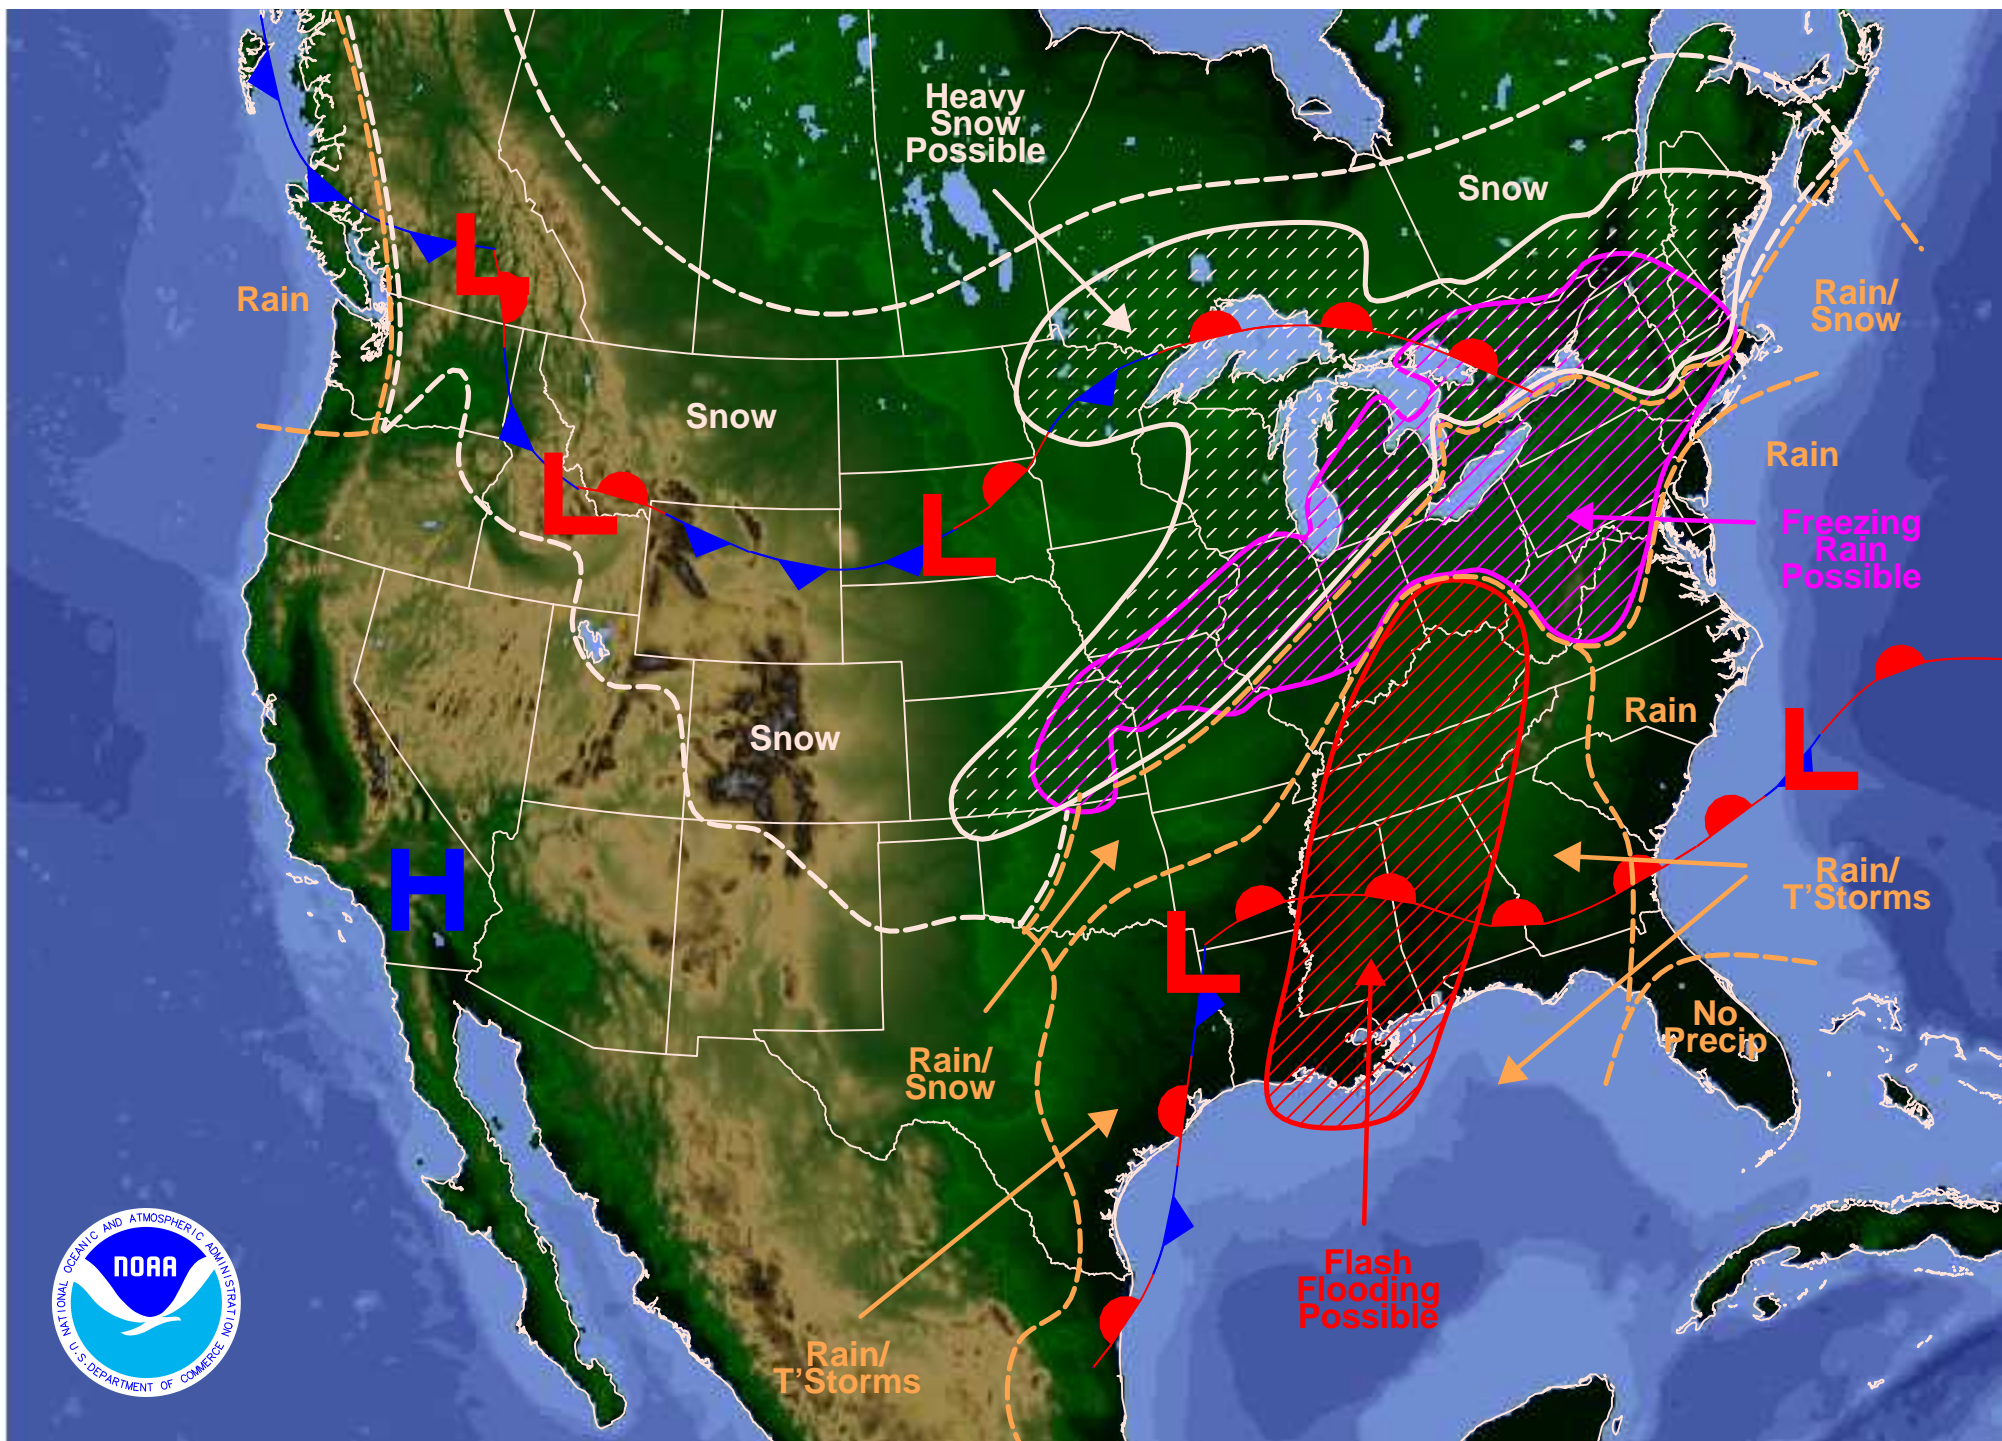 Heavy
Snow
Possible
Snow
Rain
Rain/
Snow
L
Snow
Rain
L
L
Freezing
Rain
Possible
Snow
Rain
L
H
Rain/
T'Storms
L
No
Precip
Rain/
Snow
Flash
Flooding
Possible
Rain/
T'Storms
NATIONAL OCEANIC AND ATMOSPHERIC ADMINISTRATION
NOAA
U.S. DEPARTMENT OF COMMERCE